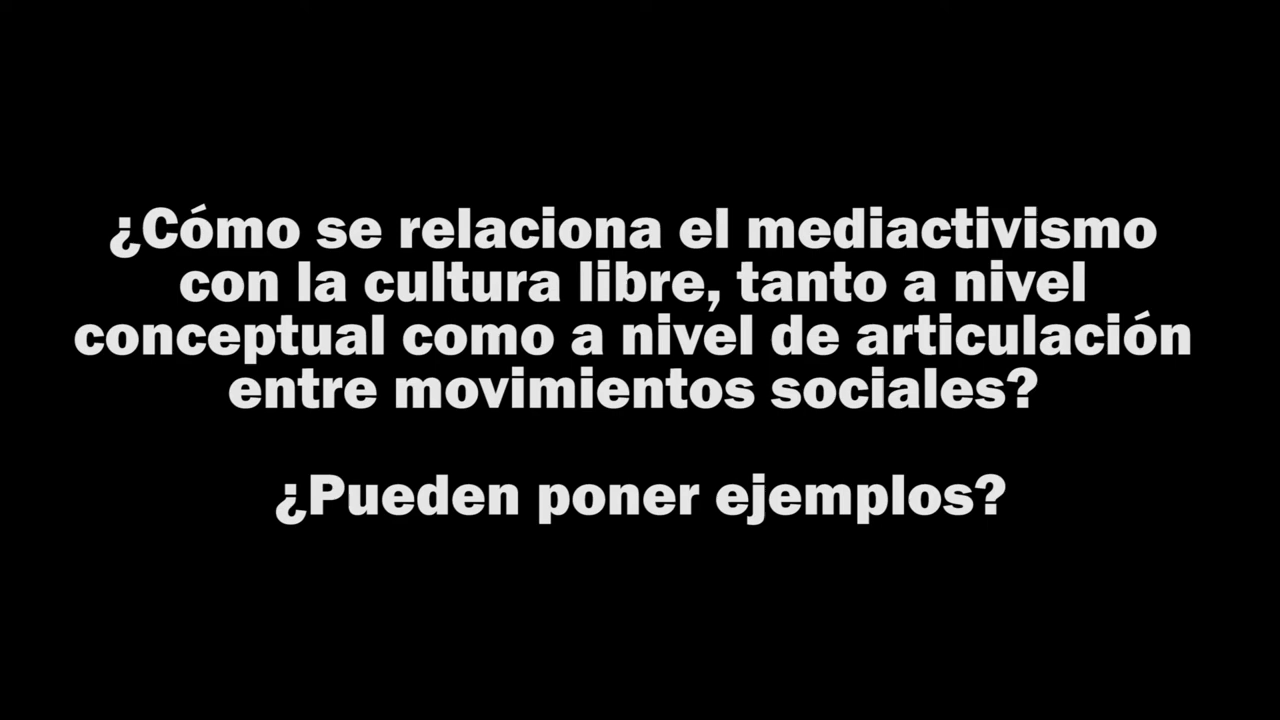 ¿Cómo se relaciona el mediactivismo
con la cultura libre, tanto a nivel
conceptual como a nivel de articulación
entre movimientos sociales?
¿Pueden poner ejemplos?